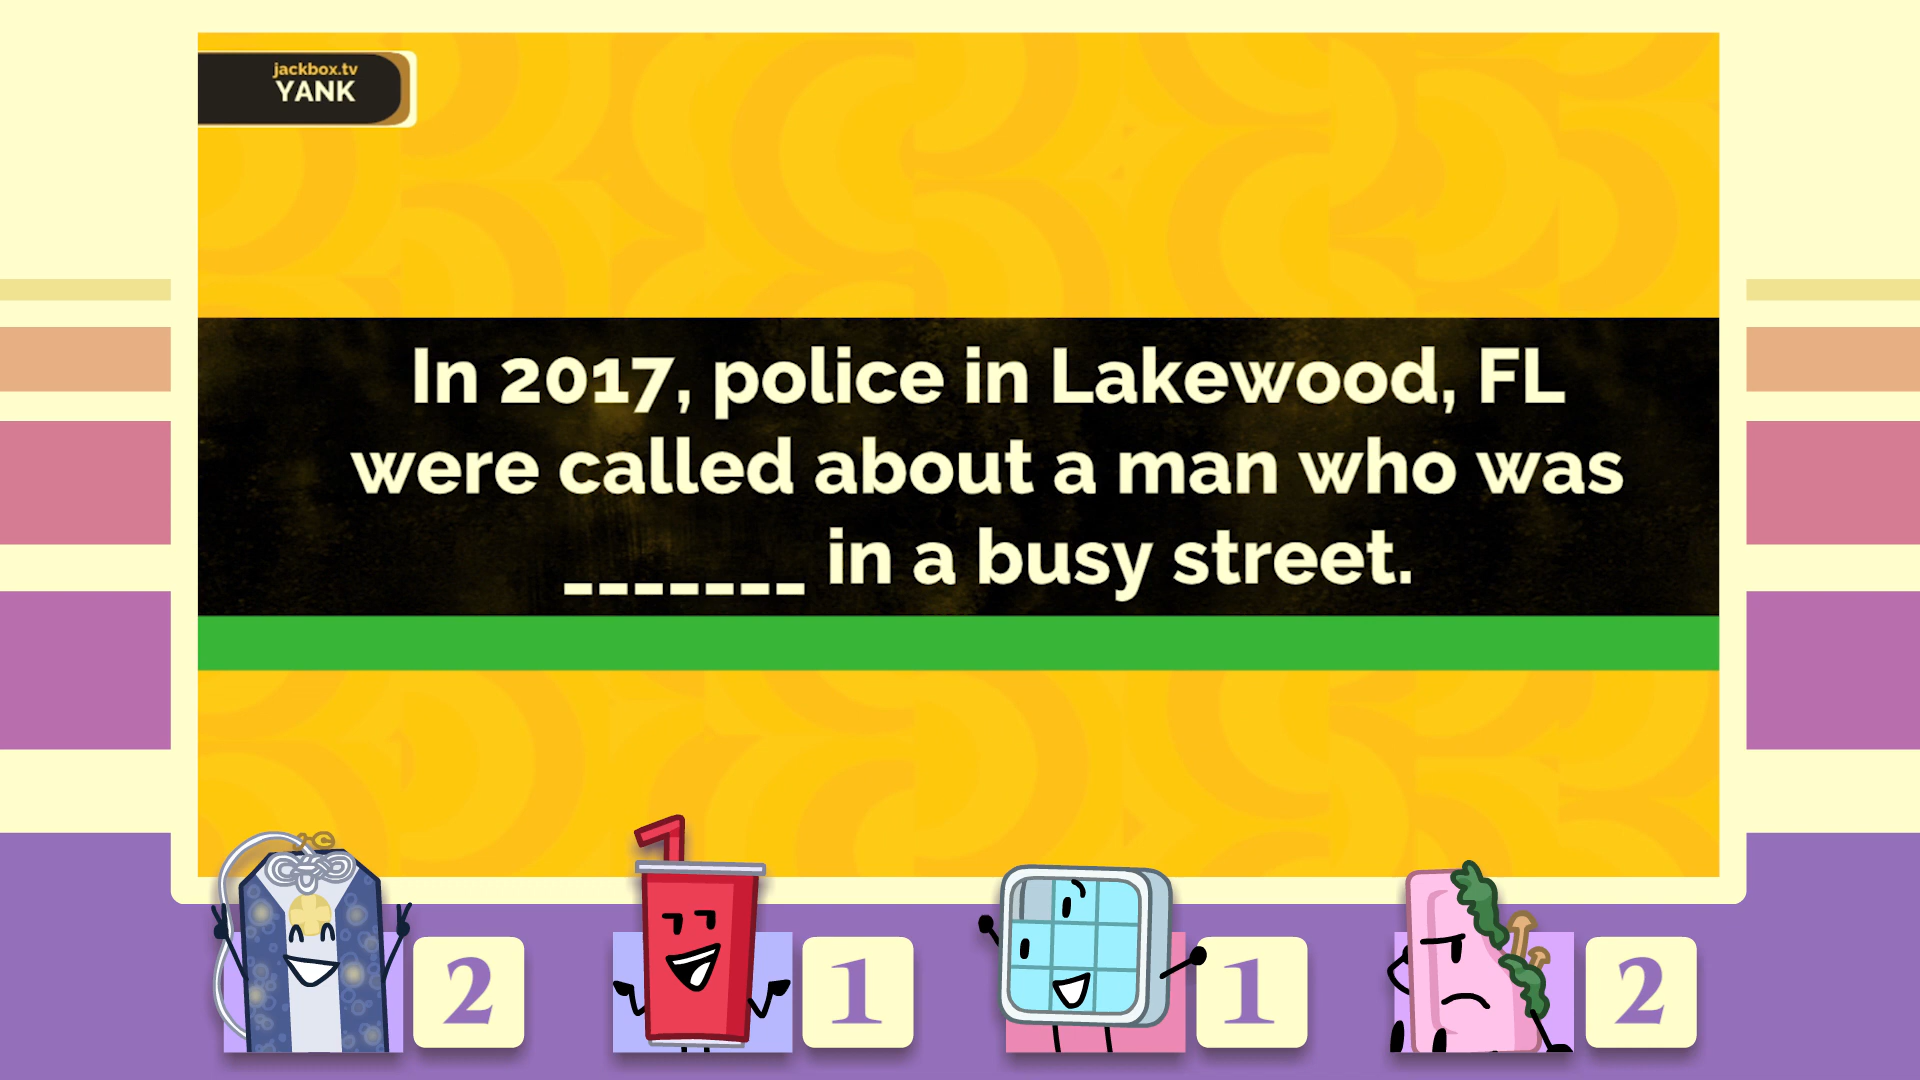 jackbox.tv
YANK
In 2017, police in Lakewood, FL
were called about a man who was
_______ in a busy street.
2
1
1
2